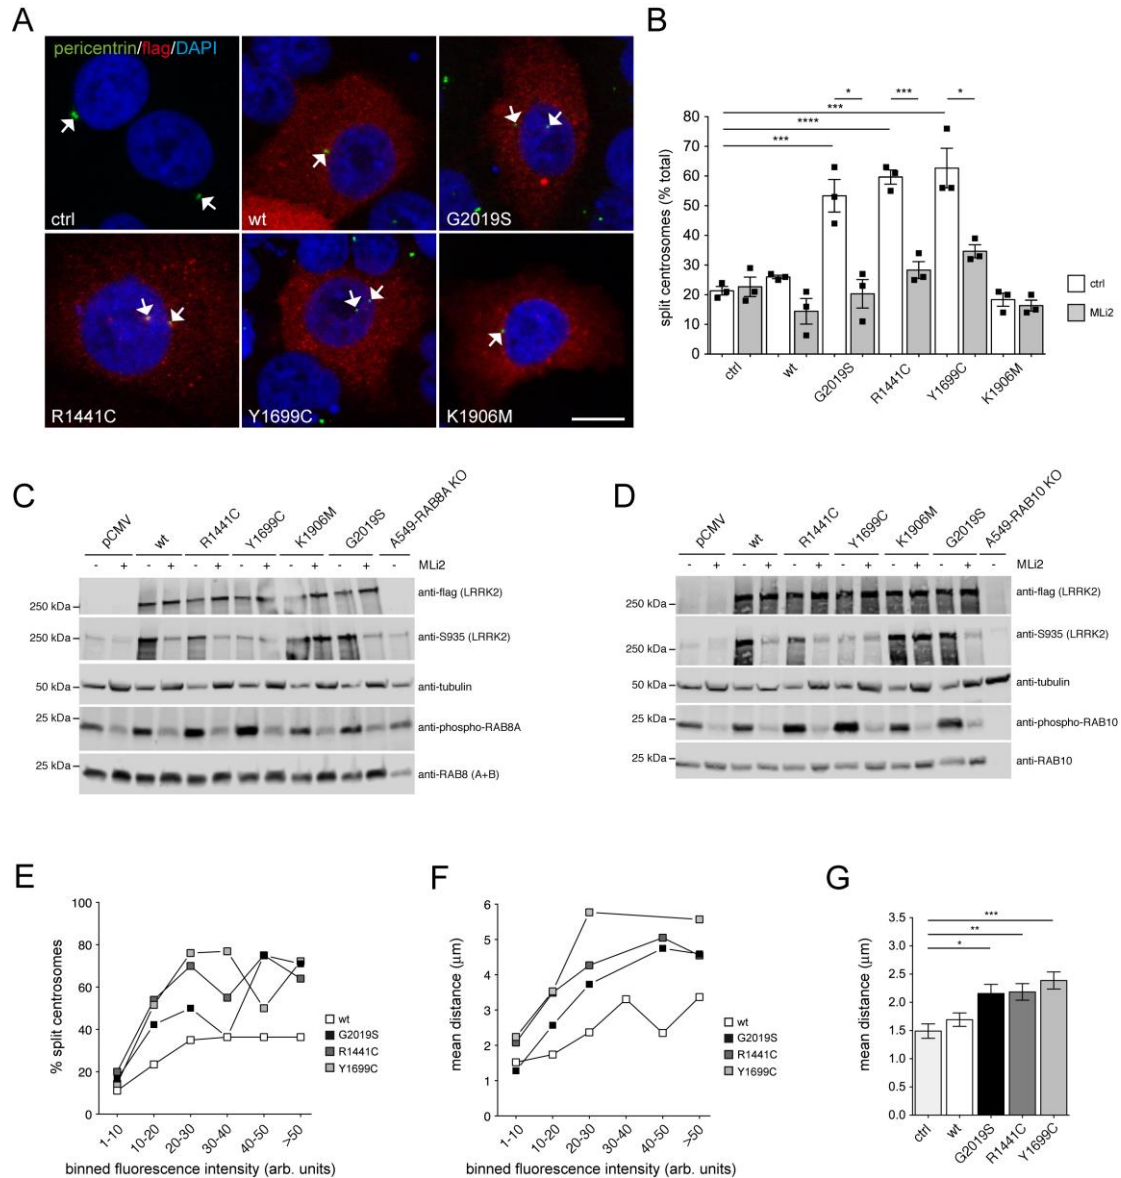 A
pericentrin/flag/DAPI
ctrl
wt
G2019S
R1441C
Y1699C
K1906M
B
split centrosomes (% total)
80
70
60
50
40
30
20
10
0
***
****
***
*
***
*
ctrl
wt
G2019S
R1441C
Y1699C
K1906M
ctrl
MLi2
C
pCMV
wt
R1441C
Y1699C
K1906M
G2019S
A549-RAB8A KO
- + - + - + - + - + - + -
MLi2
250 kDa
anti-flag (LRRK2)
250 kDa
anti-S935 (LRRK2)
50 kDa
anti-tubulin
25 kDa
anti-phospho-RAB8A
25 kDa
anti-RAB8 (A+B)
D
pCMV
wt
R1441C
Y1699C
K1906M
G2019S
A549-RAB10 KO
- + - + - + - + - + - + -
MLi2
250 kDa
anti-flag (LRRK2)
250 kDa
anti-S935 (LRRK2)
50 kDa
anti-tubulin
25 kDa
anti-phospho-RAB10
25 kDa
anti-RAB10
E
% split centrosomes
100
80
60
40
20
0
1-10
10-20
20-30
30-40
40-50
>50
binned fluorescence intensity (arb. units)
wt
G2019S
R1441C
Y1699C
F
mean distance (μm)
6
5
4
3
2
1
0
1-10
10-20
20-30
30-40
40-50
>50
binned fluorescence intensity (arb. units)
wt
G2019S
R1441C
Y1699C
G
mean distance (μm)
3.5
3.0
2.5
2.0
1.5
1.0
0.5
0.0
***
**
*
ctrl
wt
G2019S
R1441C
Y1699C